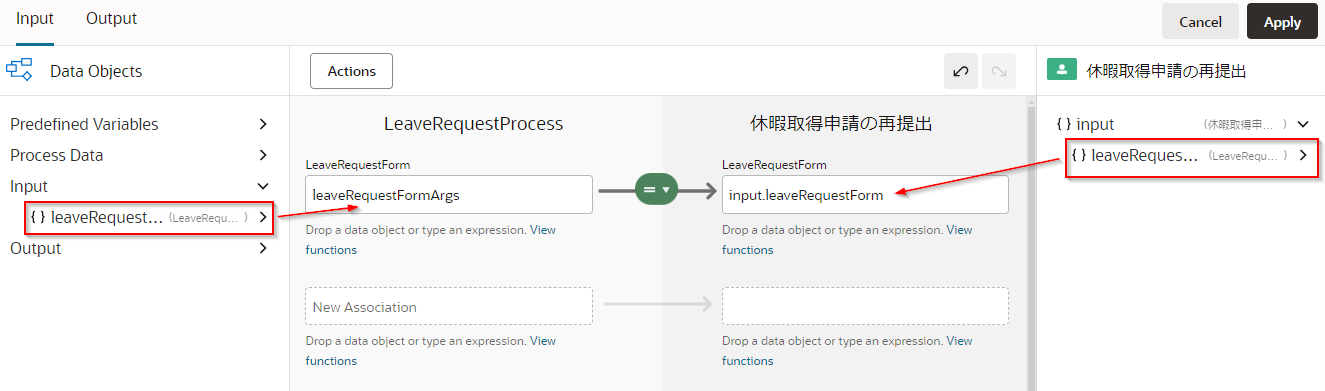 Input
Output
Cancel
Apply
Data Objects
Actions
休暇取得申請の再提出
Predefined Variables
Process Data
Input
{ } leaveRequest... (LeaveRequ... )
Output
LeaveRequestProcess
休暇取得申請の再提出
LeaveRequestForm
leaveRequestFormArgs
Drop a data object or type an expression. View
functions
=
LeaveRequestForm
input.leaveRequestForm
Drop a data object or type an expression. View
functions
New Association
Drop a data object or type an expression. View
functions
Drop a data object or type an expression. View
functions
{ } input (休暇取得申... )
{ } leaveReques... (LeaveRequ... )